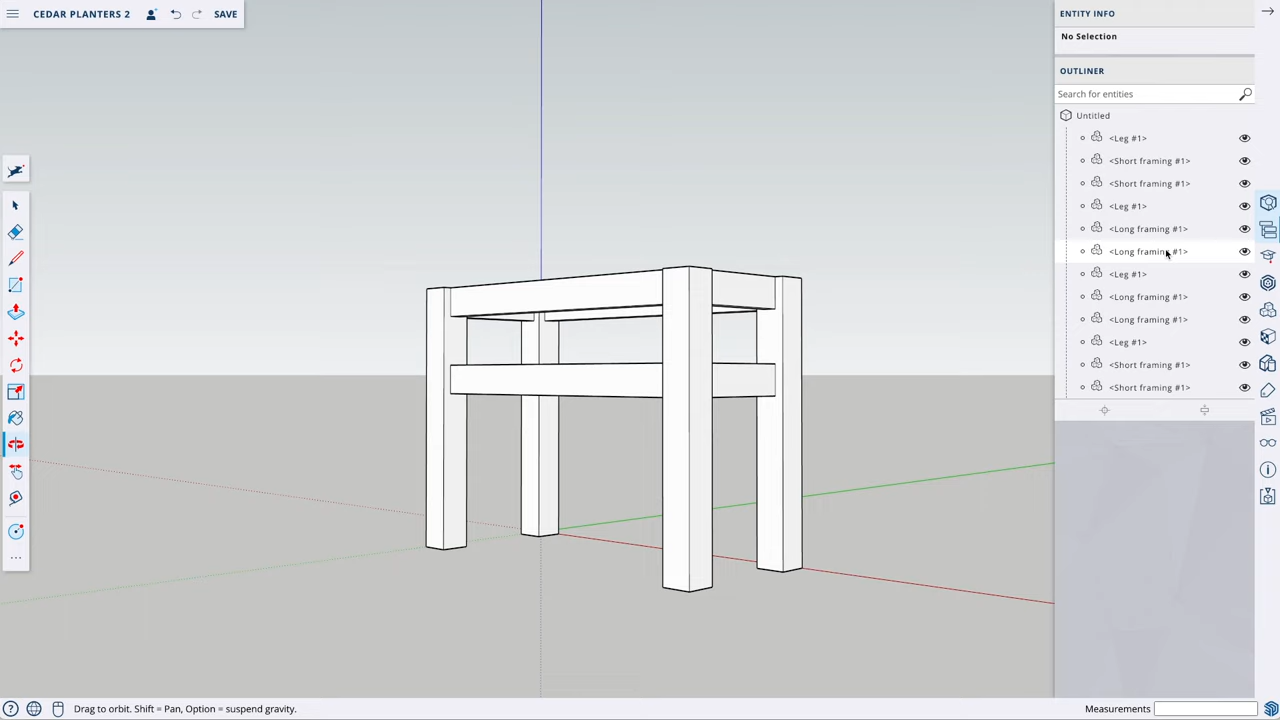 CEDAR PLANTERS 2
SAVE
ENTITY INFO
No Selection
OUTLINER
Search for entities
Untitled
<Leg #1>
<Short framing #1>
<Short framing #1>
<Leg #1>
<Long framing #1>
<Long framing #1>
<Leg #1>
<Long framing #1>
<Long framing #1>
<Leg #1>
<Short framing #1>
<Short framing #1>
Drag to orbit. Shift = Pan, Option = suspend gravity.
Measurements